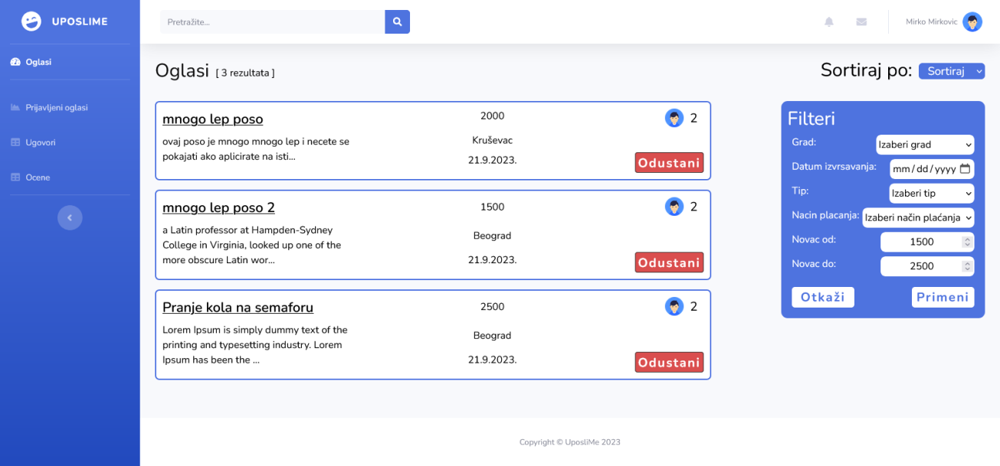 UPOSLIME
Oglasi
Prijavljeni oglasi
Ugovori
Ocene
Pretražite...
Mirko Mirkovic
Oglasi [ 3 rezultata ]
Sortiraj po: Sortiraj
mnogo lep poso
ovaj poso je mnogo mnogo lep i necete se
pokajati ako aplicirate na isti...
2000
Kruševac
21.9.2023.
2
Odustani
mnogo lep poso 2
a Latin professor at Hampden-Sydney
College in Virginia, looked up one of the
more obscure Latin wor...
1500
Beograd
21.9.2023.
2
Odustani
Pranje kola na semaforu
Lorem Ipsum is simply dummy text of the
printing and typesetting industry. Lorem
Ipsum has been the ...
2500
Beograd
21.9.2023.
2
Odustani
Filteri
Grad: Izaberi grad
Datum izvrsavanja: mm/dd/yyyy
Tip: Izaberi tip
Nacin placanja: Izaberi način plaćanja
Novac od: 1500
Novac do: 2500
Otkaži Primeni
Copyright © UposliMe 2023